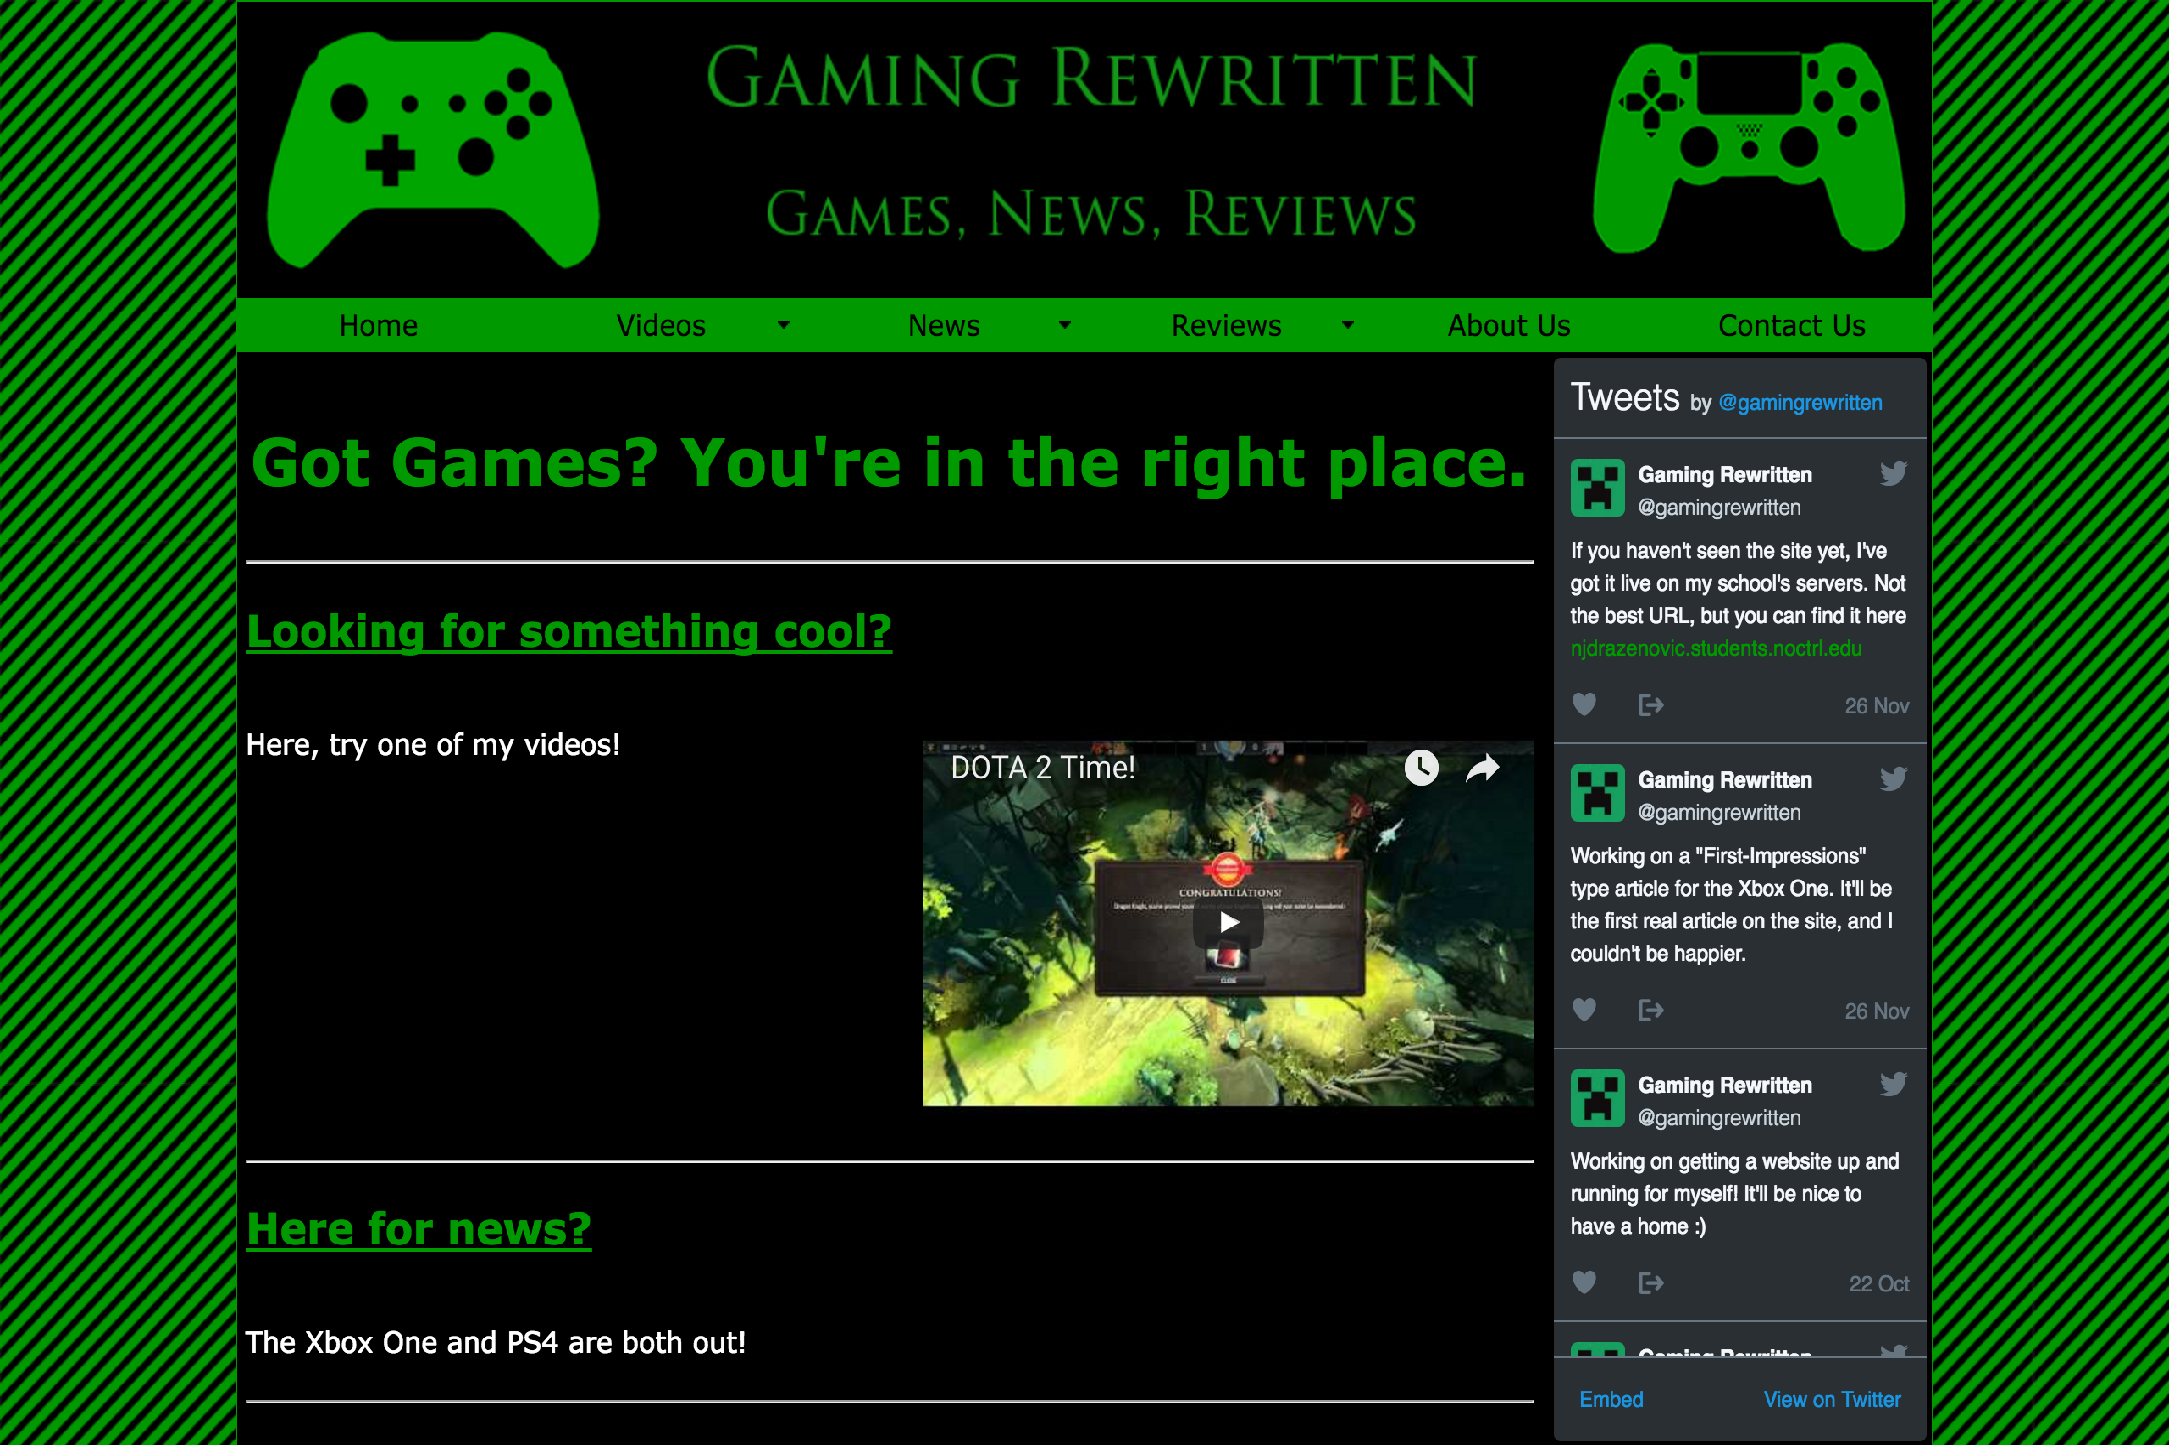 GAMING REWRITTEN
GAMES, NEWS, REVIEWS
Home
Videos
News
Reviews
About Us
Contact Us
Got Games? You're in the right place.
Looking for something cool?
Here, try one of my videos!
DOTA 2 Time!
CONGRATULATIONS!
CLOSE
Here for news?
The Xbox One and PS4 are both out!
Tweets by @gamingrewritten
Gaming Rewritten
@gamingrewritten
If you haven't seen the site yet, I've
got it live on my school's servers. Not
the best URL, but you can find it here
njdrazenovic.students.noctrl.edu
26 Nov
Gaming Rewritten
@gamingrewritten
Working on a "First-Impressions"
type article for the Xbox One. It'll be
the first real article on the site, and I
couldn't be happier.
26 Nov
Gaming Rewritten
@gamingrewritten
Working on getting a website up and
running for myself! It'll be nice to
have a home :)
22 Oct
Gaming Rewritten
Embed
View on Twitter